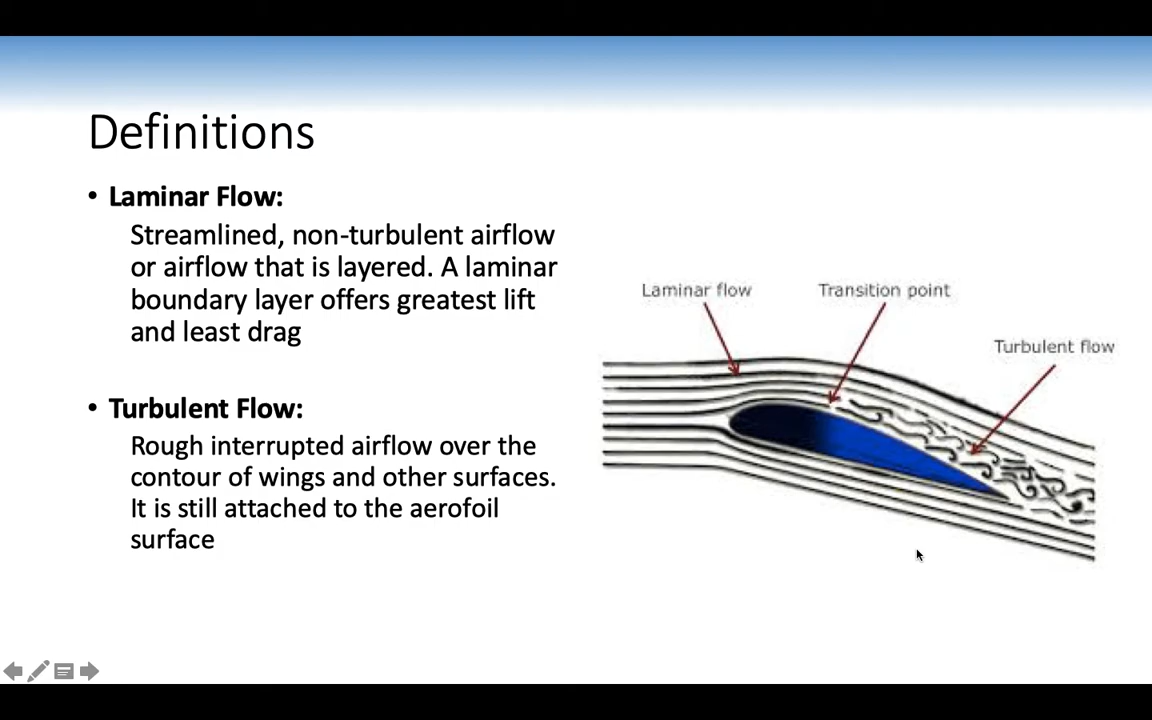 Definitions
• Laminar Flow:
Streamlined, non-turbulent airflow
or airflow that is layered. A laminar
boundary layer offers greatest lift
and least drag
• Turbulent Flow:
Rough interrupted airflow over the
contour of wings and other surfaces.
It is still attached to the aerofoil
surface
Laminar flow
Transition point
Turbulent flow